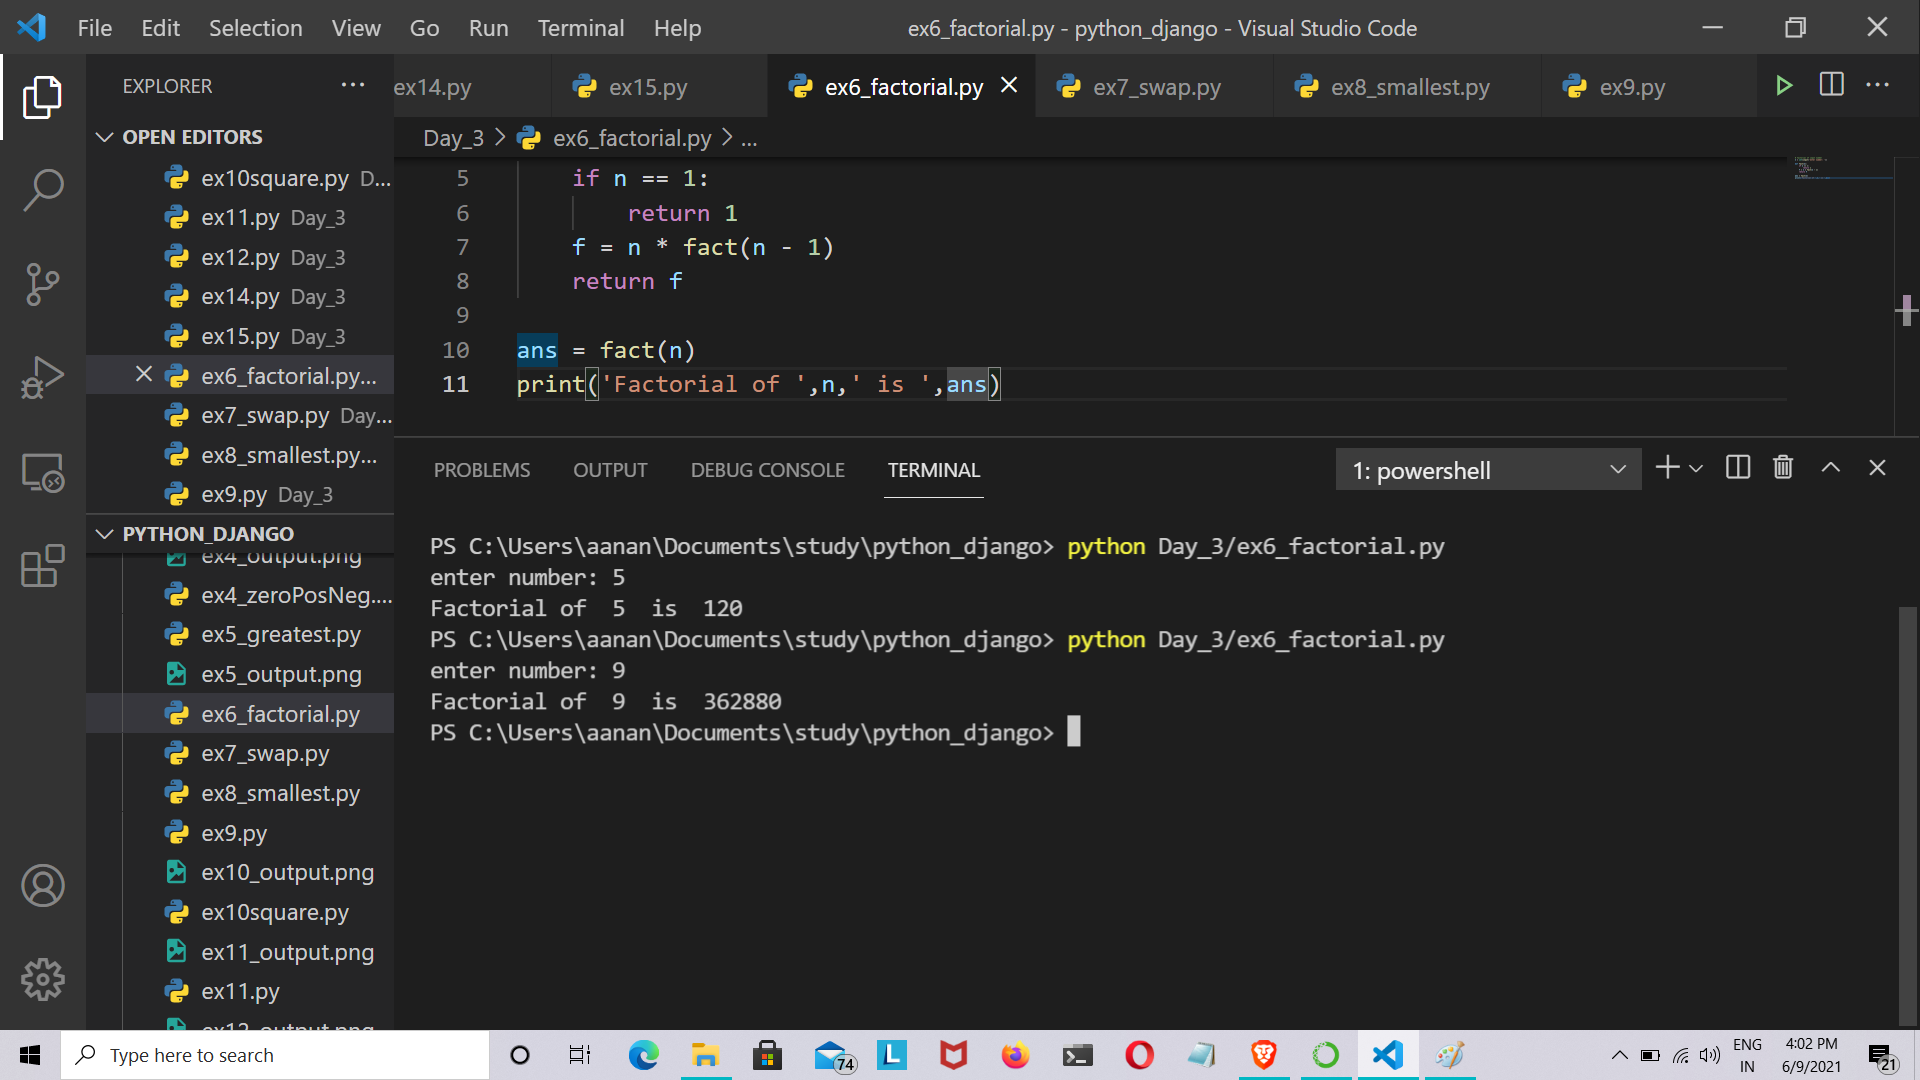 File Edit Selection View Go Run Terminal Help
ex6_factorial.py - python_django - Visual Studio Code
EXPLORER
ex14.py ex15.py ex6_factorial.py ex7_swap.py ex8_smallest.py ex9.py
OPEN EDITORS
ex10square.py D...
ex11.py Day_3
ex12.py Day_3
ex14.py Day_3
ex15.py Day_3
ex6_factorial.py...
ex7_swap.py Day...
ex8_smallest.py...
ex9.py Day_3
PYTHON_DJANGO
ex4_output.png
ex4_zeroPosNeg....
ex5_greatest.py
ex5_output.png
ex6_factorial.py
ex7_swap.py
ex8_smallest.py
ex9.py
ex10_output.png
ex10square.py
ex11_output.png
ex11.py
ex12_output.png
Day_3 > ex6_factorial.py > ...
5 if n == 1:
6 return 1
7 f = n * fact(n - 1)
8 return f
9
10 ans = fact(n)
11 print('Factorial of ',n,' is ',ans)
PROBLEMS OUTPUT DEBUG CONSOLE TERMINAL
1: powershell
PS C:\Users\aanan\Documents\study\python_django> python Day_3/ex6_factorial.py
enter number: 5
Factorial of  5  is  120
PS C:\Users\aanan\Documents\study\python_django> python Day_3/ex6_factorial.py
enter number: 9
Factorial of  9  is  362880
PS C:\Users\aanan\Documents\study\python_django>
Type here to search
74
L
ENG
IN
4:02 PM
6/9/2021
21